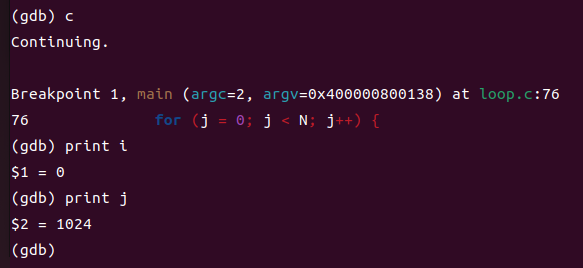 (gdb) c
Continuing.
Breakpoint 1, main (argc=2, argv=0x400000800138) at loop.c:76
76 for (j = 0; j < N; j++) {
(gdb) print i
$1 = 0
(gdb) print j
$2 = 1024
(gdb)